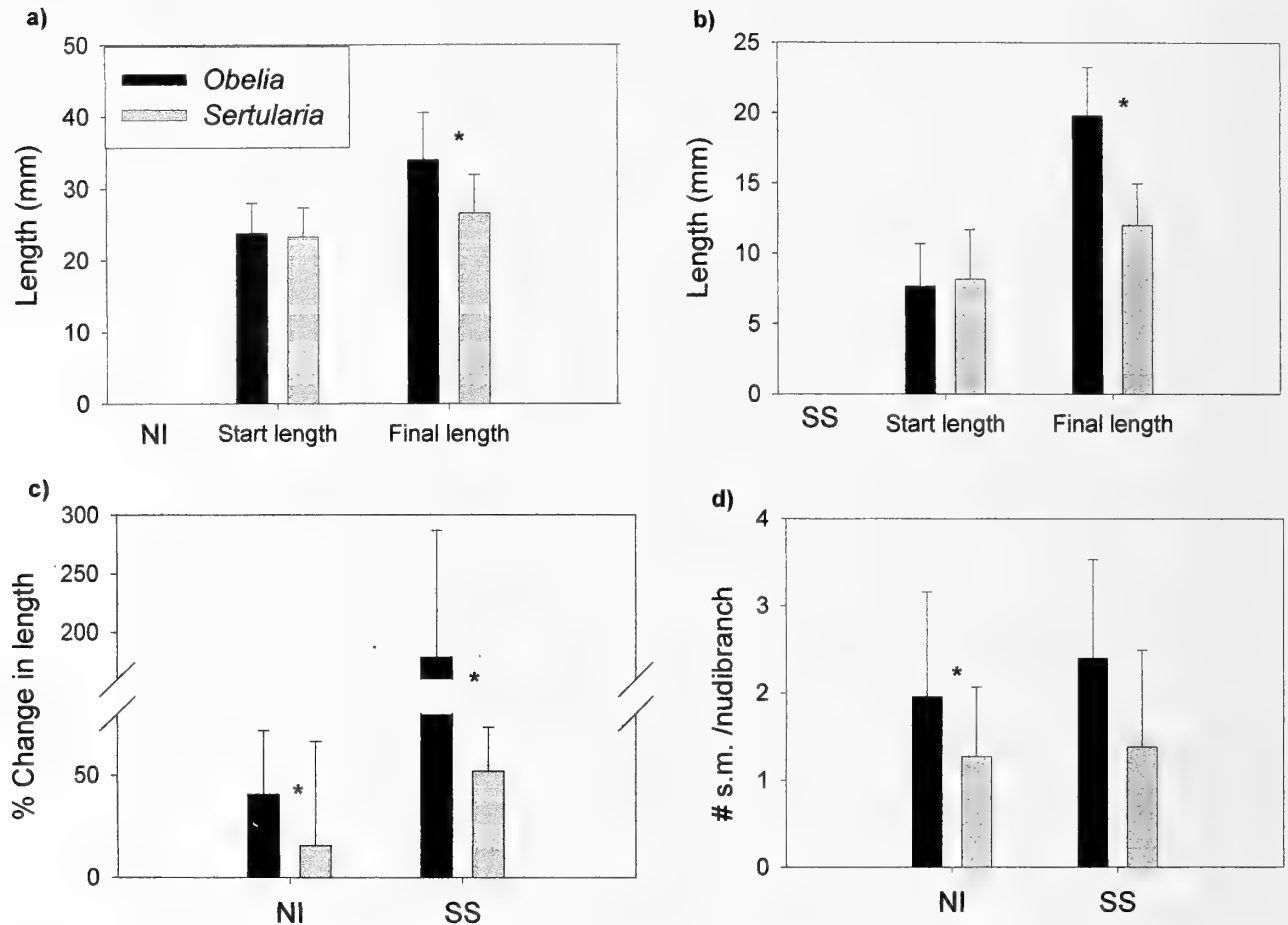 a)
50
40
30
20
10
0
Length (mm)
Obelia
Sertularia
*
NI Start length Final length
b)
25
20
15
10
5
0
Length (mm)
*
SS Start length Final length
c)
300
250
200
50
0
% Change in length
*
*
NI SS
d)
4
3
2
1
0
# s.m. /nudibranch
*
NI SS